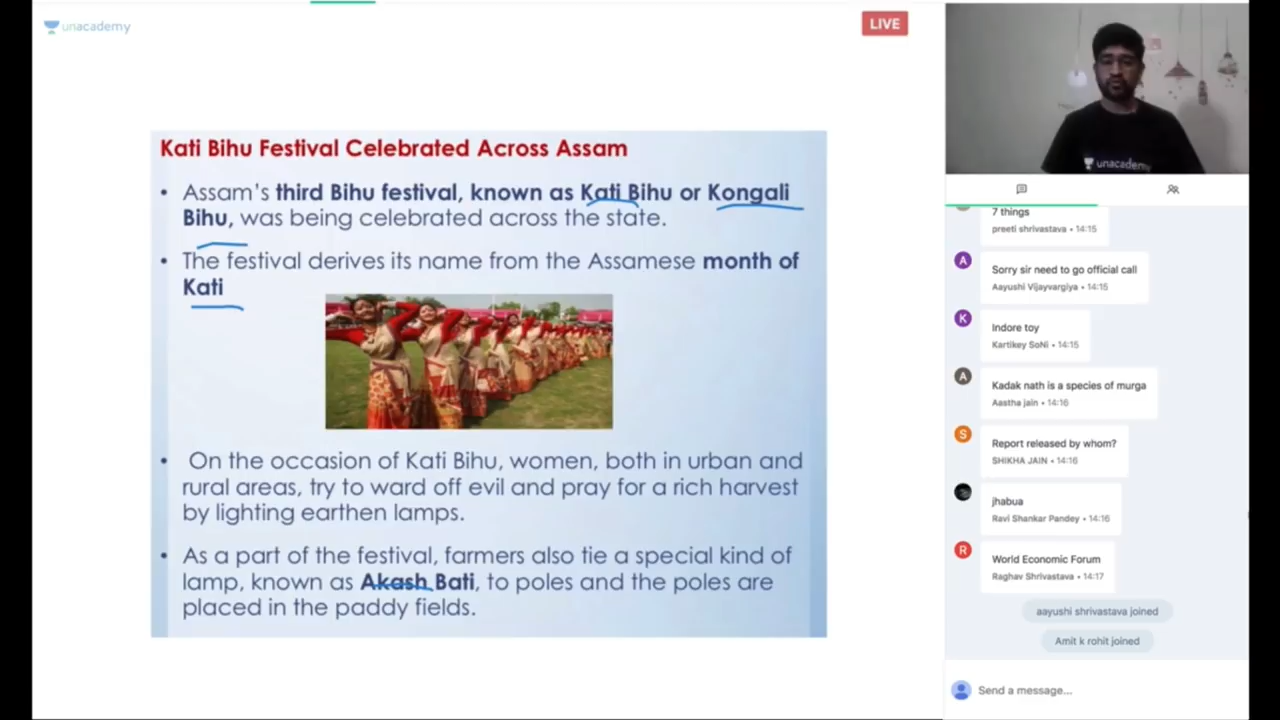 unacademy
LIVE
Kati Bihu Festival Celebrated Across Assam
• Assam's third Bihu festival, known as Kati Bihu or Kongali
Bihu, was being celebrated across the state.
• The festival derives its name from the Assamese month of
Kati
• On the occasion of Kati Bihu, women, both in urban and
rural areas, try to ward off evil and pray for a rich harvest
by lighting earthen lamps.
• As a part of the festival, farmers also tie a special kind of
lamp, known as Akash Bati, to poles and the poles are
placed in the paddy fields.
unacademy
7 things
preeti shrivastava • 14:15
A
Sorry sir need to go official call
Aayushi Vijayvargiya • 14:15
K
Indore toy
Kartikey SoNi • 14:15
A
Kadak nath is a species of murga
Aastha jain • 14:16
S
Report released by whom?
SHIKHA JAIN • 14:16
jhabua
Ravi Shankar Pandey • 14:16
R
World Economic Forum
Raghav Shrivastava • 14:17
aayushi shrivastava joined
Amit k rohit joined
Send a message...